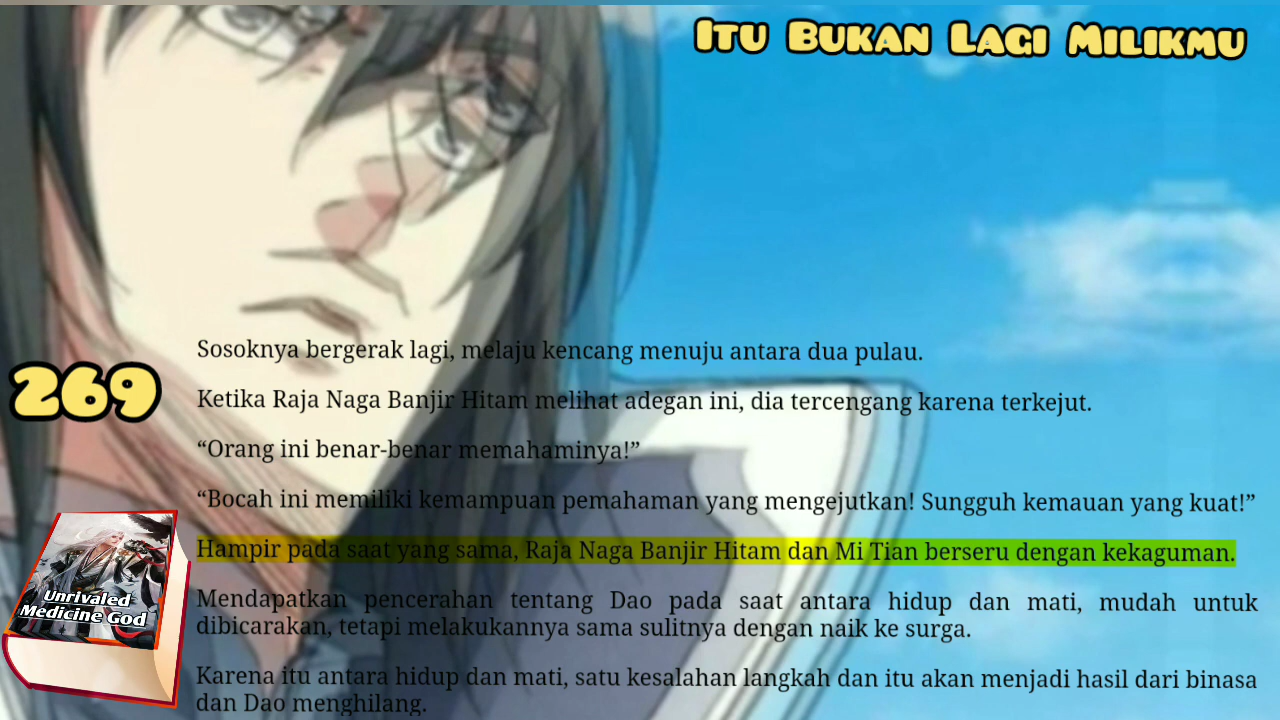 Itu Bukan Lagi Milikmu
Sosoknya bergerak lagi, melaju kencang menuju antara dua pulau.
269
Ketika Raja Naga Banjir Hitam melihat adegan ini, dia tercengang karena terkejut.
“Orang ini benar-benar memahaminya!”
“Bocah ini memiliki kemampuan pemahaman yang mengejutkan! Sungguh kemauan yang kuat!”
Hampir pada saat yang sama, Raja Naga Banjir Hitam dan Mi Tian berseru dengan kekaguman.
Unrivaled
Medicine God
Mendapatkan pencerahan tentang Dao pada saat antara hidup dan mati, mudah untuk
dibicarakan, tetapi melakukannya sama sulitnya dengan naik ke surga.
Karena itu antara hidup dan mati, satu kesalahan langkah dan itu akan menjadi hasil dari binasa
dan Dao menghilang.